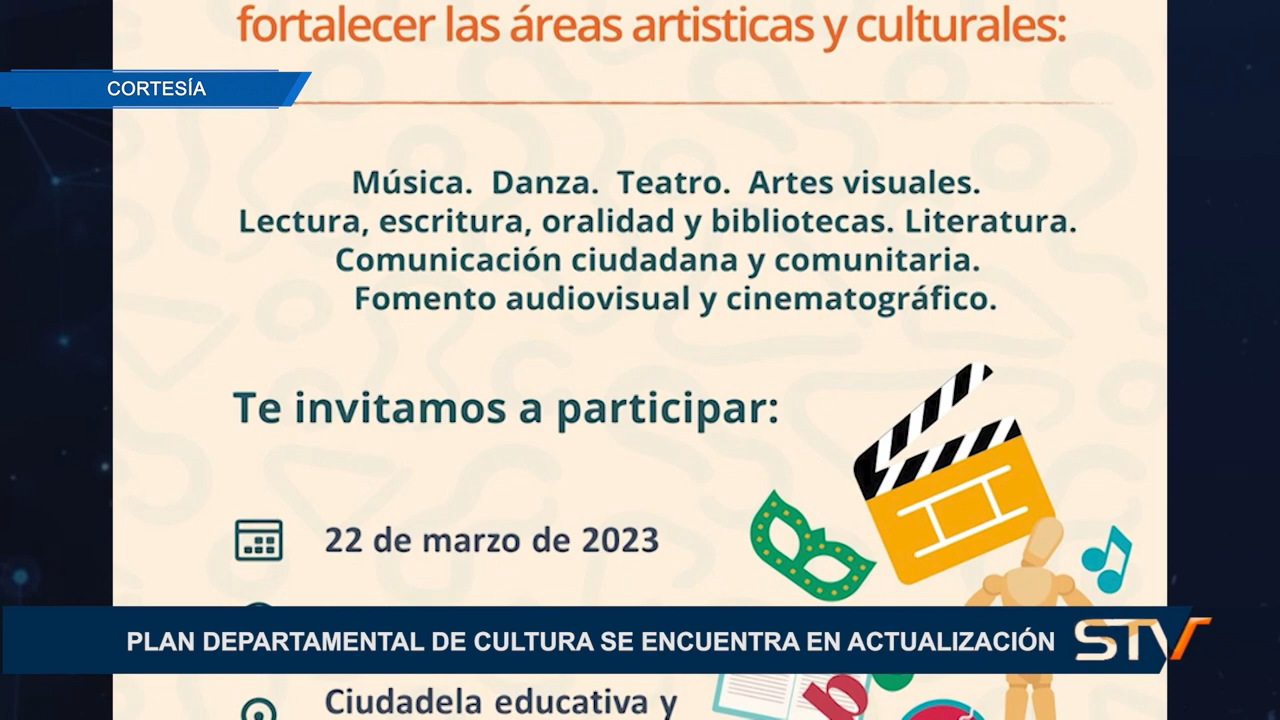 fortalecer las áreas artisticas y culturales:
CORTESÍA
Música. Danza. Teatro. Artes visuales.
Lectura, escritura, oralidad y bibliotecas. Literatura.
Comunicación ciudadana y comunitaria.
Fomento audiovisual y cinematográfico.
Te invitamos a participar:
22 de marzo de 2023
PLAN DEPARTAMENTAL DE CULTURA SE ENCUENTRA EN ACTUALIZACIÓN
STV
Ciudadela educativa y
b